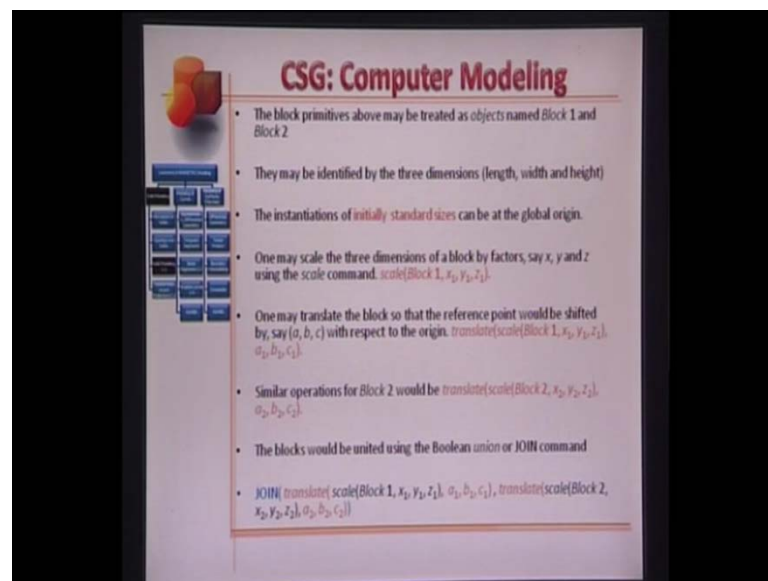 CSG: Computer Modeling
• The block primitives above may be treated as objects named Block 1 and
Block 2
• They may be identified by the three dimensions (length, width and height)
• The instantiations of initially standard sizes can be at the global origin.
• One may scale the three dimensions of a block by factors, say x, y and z
using the scale command. scale(Block 1, x₁, y₁, z₁).
• One may translate the block so that the reference point would be shifted
by, say (a, b, c) with respect to the origin. translate(scale(Block 1, x₁, y₁, z₁),
a₁, b₁, c₁).
• Similar operations for Block 2 would be translate(scale(Block 2, x₂, y₂, z₂),
a₂, b₂, c₂).
• The blocks would be united using the Boolean union or JOIN command
• JOIN( translate( scale(Block 1, x₁, y₁, z₁), a₁, b₁, c₁), translate(scale(Block 2,
x₂, y₂, z₂), a₂, b₂, c₂))